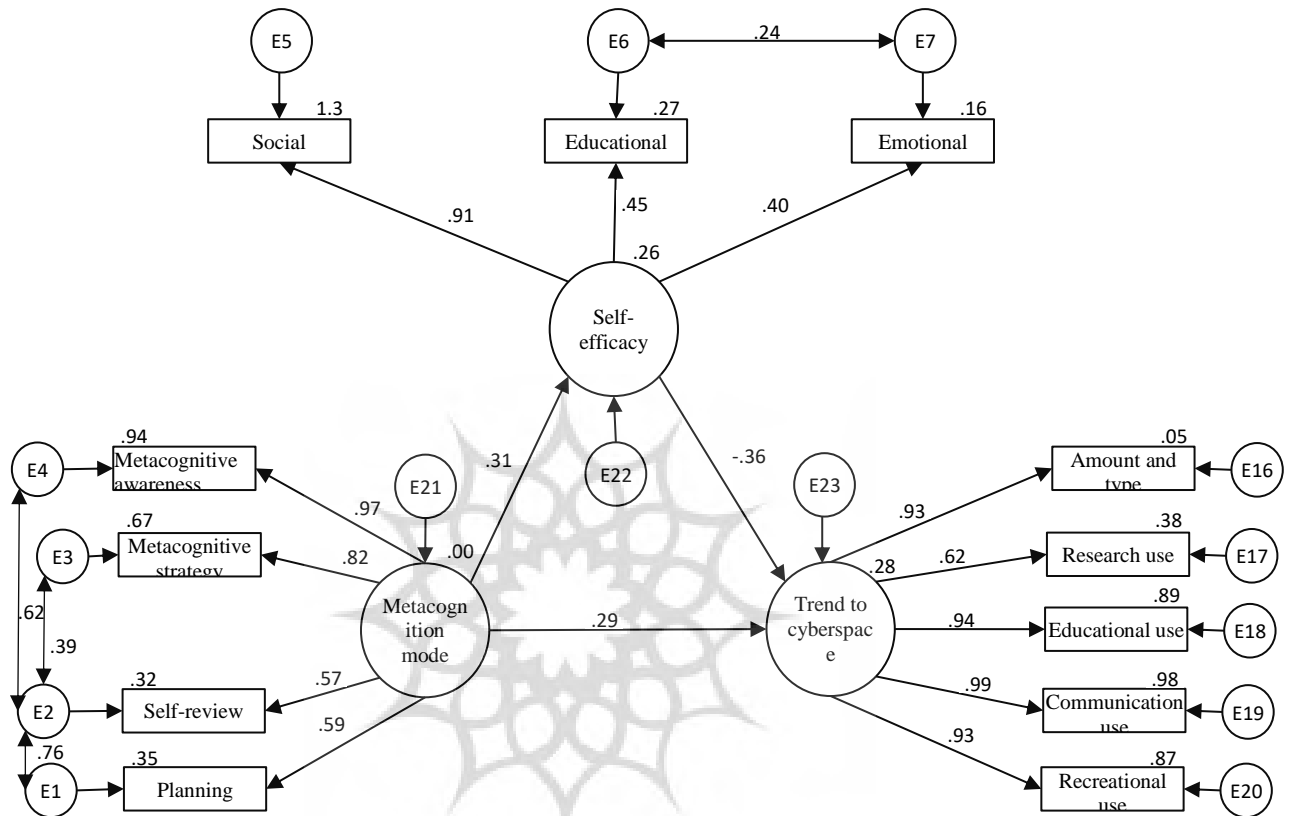 E5
E6
.24
E7
1.3
.27
.16
Social
Educational
Emotional
.91
.45
.40
.26
Self-
efficacy
.94
E4
Metacognitive
awareness
.31
E22
-.36
.05
Amount and
type
E16
E21
E23
.97
.93
.67
E3
Metacognitive
strategy
.82
.00
.38
Research use
E17
.62
.28
.62
.39
Metacogn
ition
mode
.29
Trend to
cyberspac
e
.94
.89
Educational use
E18
.57
.32
E2
Self-review
.59
.99
.98
Communication
use
E19
.76
.35
E1
Planning
.93
.87
Recreational
use
E20